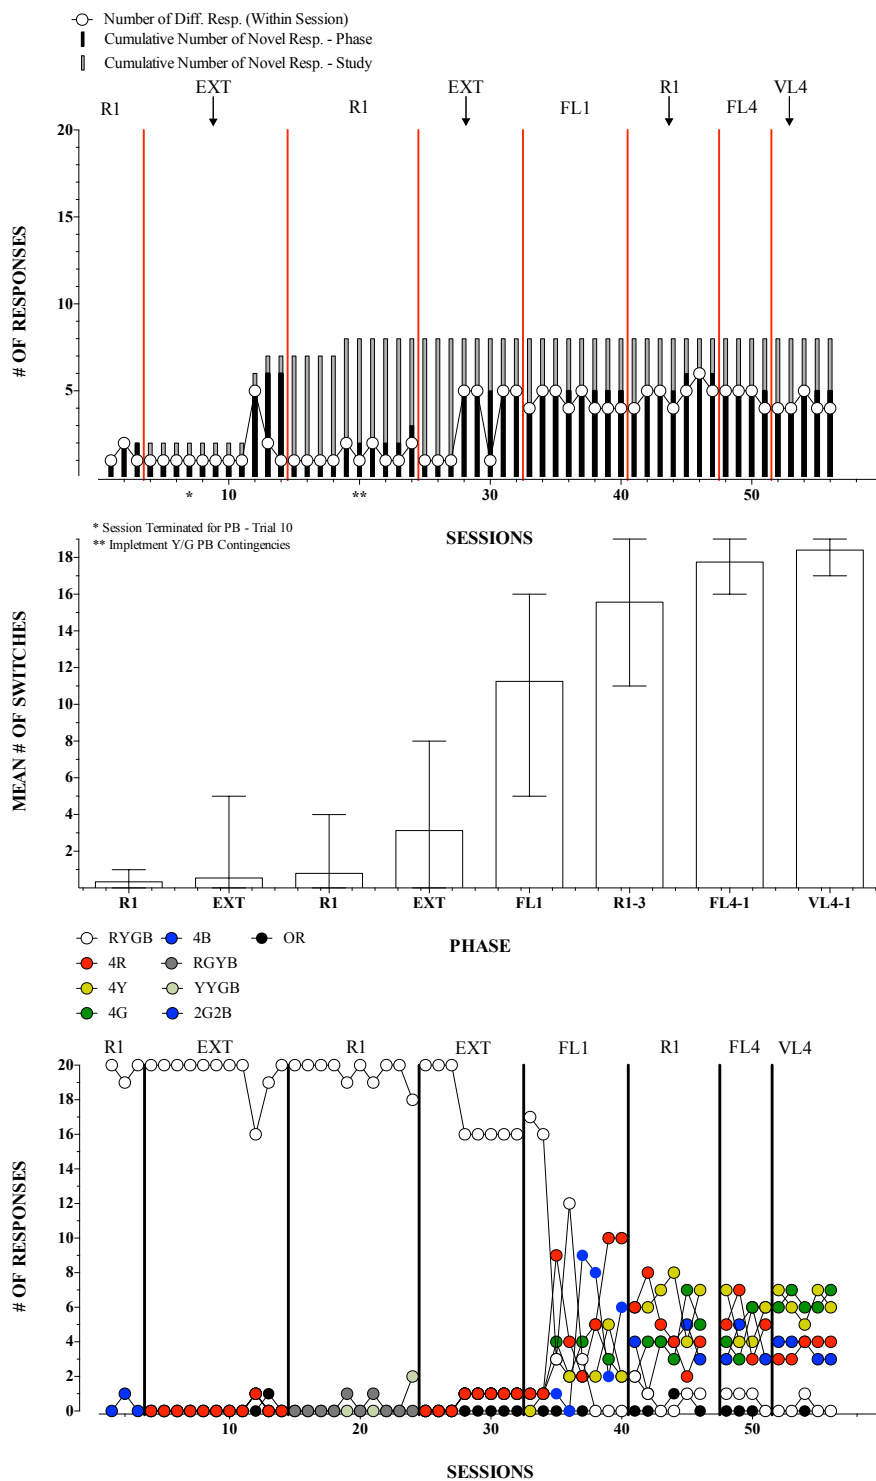 Number of Diff. Resp. (Within Session)
Cumulative Number of Novel Resp. - Phase
Cumulative Number of Novel Resp. - Study
EXT EXT R1 VL4
R1 R1 FL1 FL4
# OF RESPONSES
20
15
10
5
* **
10 30 40 50
* Session Terminated for PB - Trial 10
** Impletment Y/G PB Contingencies
SESSIONS
MEAN # OF SWITCHES
18
16
14
12
10
8
6
4
2
R1 EXT R1 EXT FL1 R1-3 FL4-1 VL4-1
PHASE
RYGB 4B OR
4R RGYB
4Y YYGB
4G 2G2B
R1 EXT R1 EXT FL1 R1 FL4 VL4
# OF RESPONSES
20
18
16
14
12
10
8
6
4
2
0
10 20 30 40 50
SESSIONS